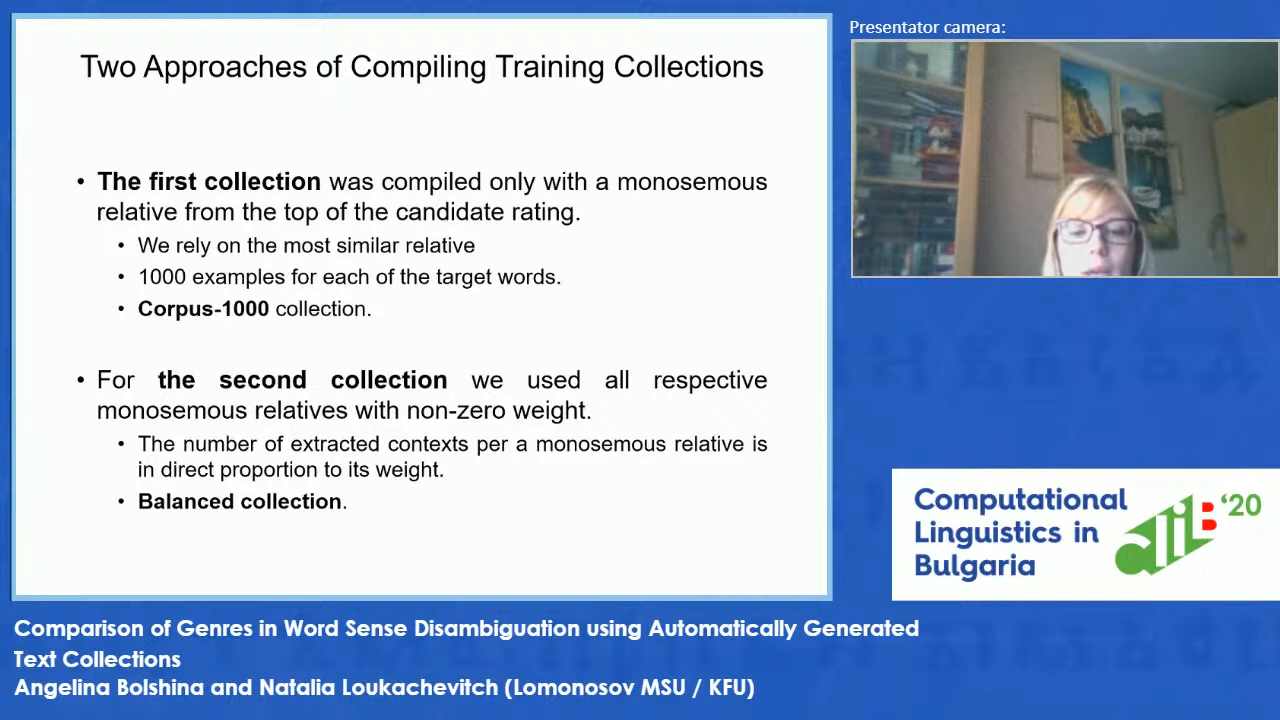 Two Approaches of Compiling Training Collections
• The first collection was compiled only with a monosemous
relative from the top of the candidate rating.
• We rely on the most similar relative
• 1000 examples for each of the target words.
• Corpus-1000 collection.
• For the second collection we used all respective
monosemous relatives with non-zero weight.
• The number of extracted contexts per a monosemous relative is
in direct proportion to its weight.
• Balanced collection.
Presentator camera:
Computational
Linguistics in
Bulgaria
clib '20
Comparison of Genres in Word Sense Disambiguation using Automatically Generated
Text Collections
Angelina Bolshina and Natalia Loukachevitch (Lomonosov MSU / KFU)